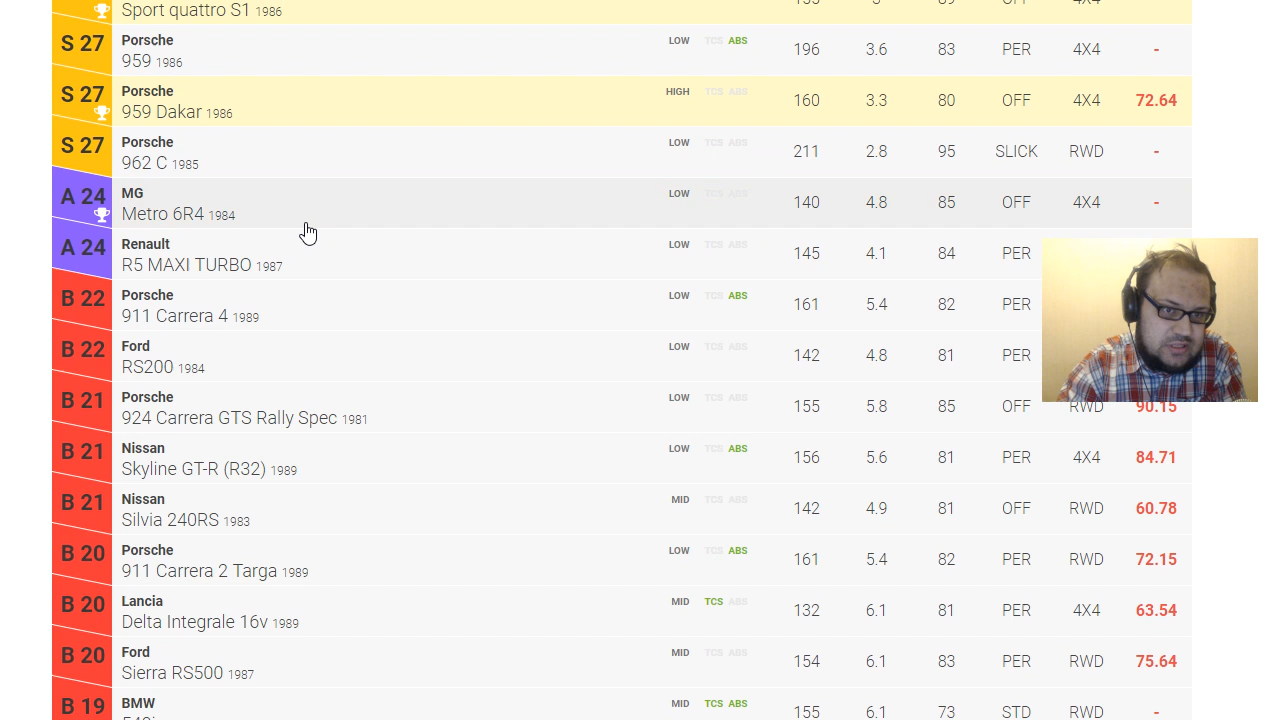 Sport quattro S1 1986
S 27 Porsche LOW TCS ABS 196 3.6 83 PER 4X4 -
959 1986
S 27 Porsche HIGH TCS ABS 160 3.3 80 OFF 4X4 72.64
959 Dakar 1986
S 27 Porsche LOW TCS ABS 211 2.8 95 SLICK RWD -
962 C 1985
A 24 MG LOW TCS ABS 140 4.8 85 OFF 4X4 -
Metro 6R4 1984
A 24 Renault LOW TCS ABS 145 4.1 84 PER
R5 MAXI TURBO 1987
B 22 Porsche LOW TCS ABS 161 5.4 82 PER
911 Carrera 4 1989
B 22 Ford LOW TCS ABS 142 4.8 81 PER
RS200 1984
B 21 Porsche LOW TCS ABS 155 5.8 85 OFF RWD 90.15
924 Carrera GTS Rally Spec 1981
B 21 Nissan LOW TCS ABS 156 5.6 81 PER 4X4 84.71
Skyline GT-R (R32) 1989
B 21 Nissan MID TCS ABS 142 4.9 81 OFF RWD 60.78
Silvia 240RS 1983
B 20 Porsche LOW TCS ABS 161 5.4 82 PER RWD 72.15
911 Carrera 2 Targa 1989
B 20 Lancia MID TCS ABS 132 6.1 81 PER 4X4 63.54
Delta Integrale 16v 1989
B 20 Ford MID TCS ABS 154 6.1 83 PER RWD 75.64
Sierra RS500 1987
B 19 BMW MID TCS ABS 155 6.1 73 STD RWD -